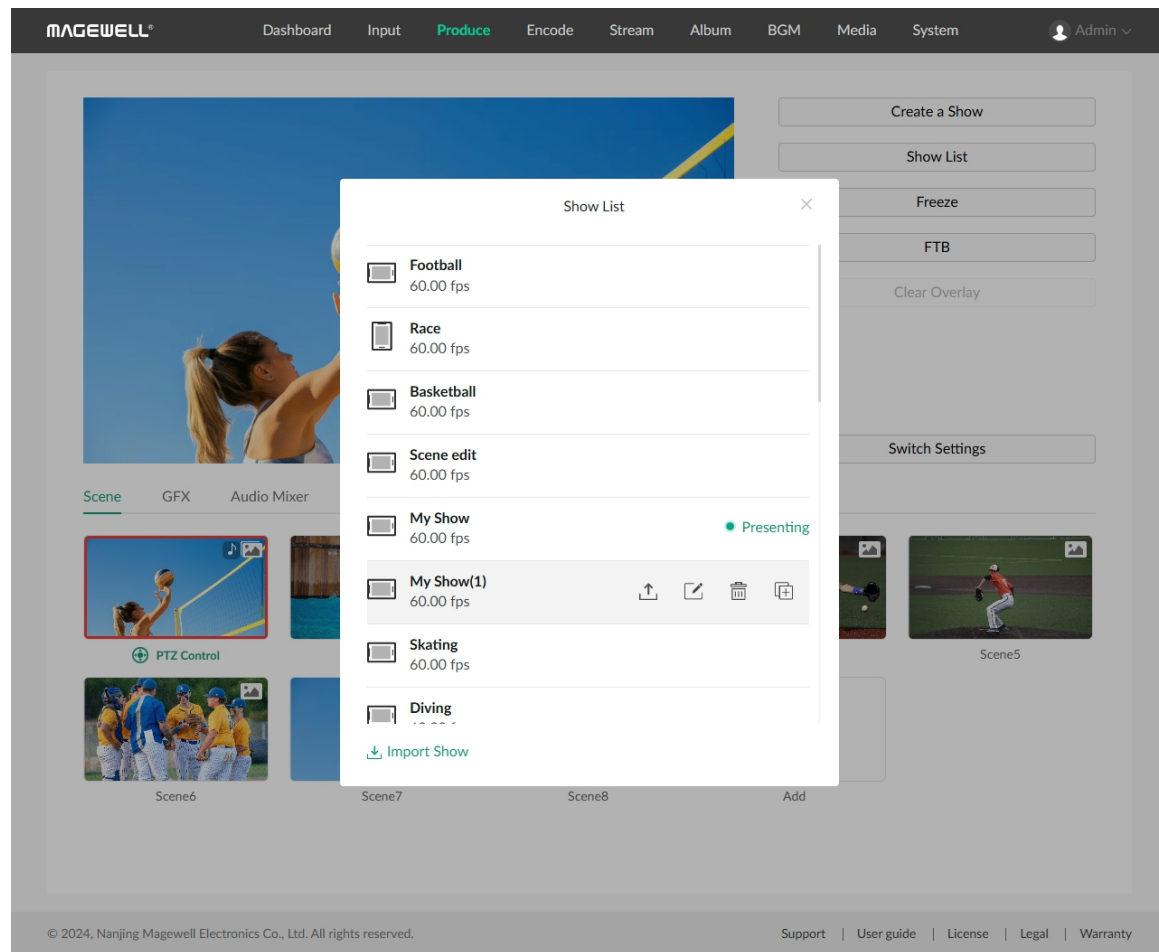 MAGEWELL®
Dashboard Input Produce Encode Stream Album BGM Media System Admin
Create a Show
Show List
Freeze
FTB
Clear Overlay
Switch Settings
Show List
Football
60.00 fps
Race
60.00 fps
Basketball
60.00 fps
Scene edit
60.00 fps
My Show
60.00 fps
Presenting
My Show(1)
60.00 fps
Skating
60.00 fps
Diving
Import Show
Scene GFX Audio Mixer
PTZ Control
Scene5
Scene6 Scene7 Scene8 Add
© 2024, Nanjing Magewell Electronics Co., Ltd. All rights reserved.
Support | User guide | License | Legal | Warranty